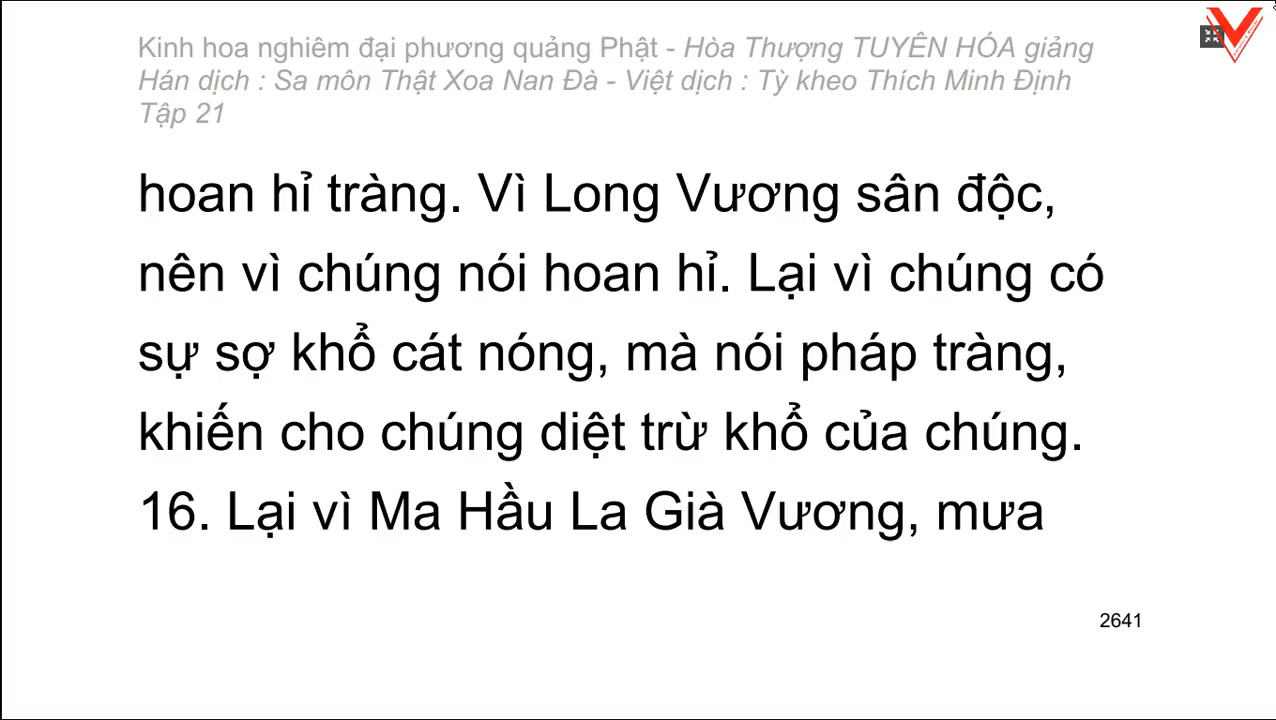 Kinh hoa nghiêm đại phương quảng Phật - Hòa Thượng TUYÊN HÓA giảng
Hán dịch : Sa môn Thật Xoa Nan Đà - Việt dịch : Tỳ kheo Thích Minh Định
Tập 21
hoan hỉ tràng. Vì Long Vương sân độc,
nên vì chúng nói hoan hỉ. Lại vì chúng có
sự sợ khổ cát nóng, mà nói pháp tràng,
khiến cho chúng diệt trừ khổ của chúng.
16. Lại vì Ma Hầu La Già Vương, mưa
2641